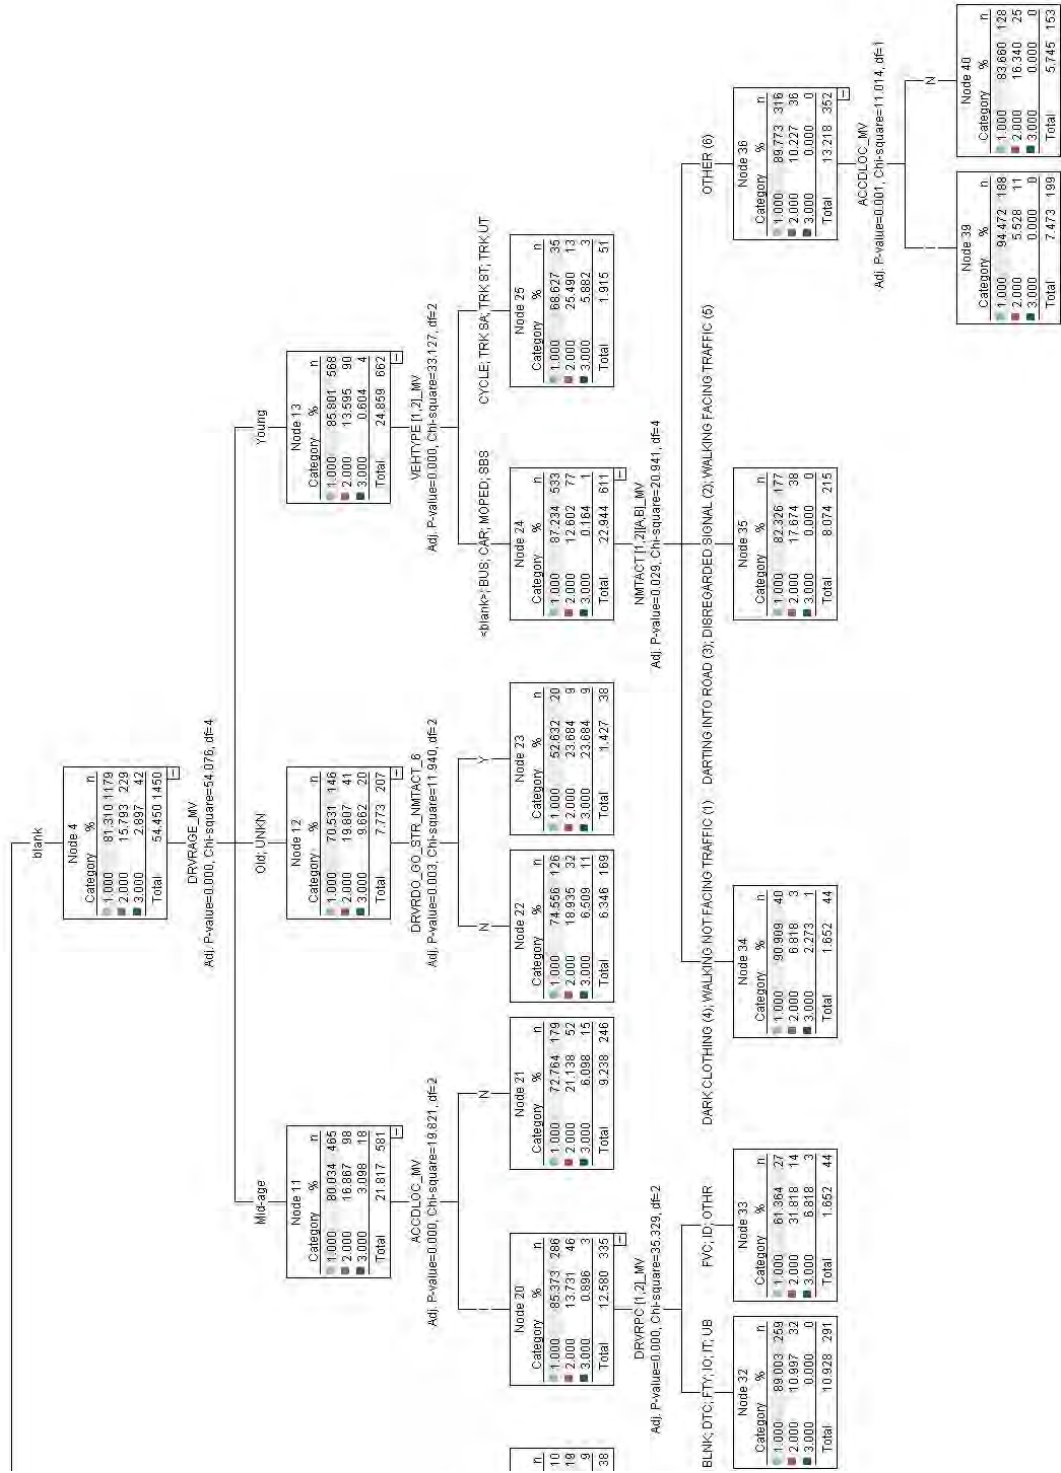 blank
Node 4
Category % n
1.000 81.310 1179
2.000 15.793 229
3.000 2.897 42
Total 54.450 1450
DRVRAGE_MV
Adj. P-value=0.000, Chi-square=54.076, df=4
Mid-age
Old; UNKN
Young
Node 11
Category % n
1.000 80.034 465
2.000 16.867 98
3.000 3.098 18
Total 21.817 581
ACCDLOC_MV
Adj. P-value=0.000, Chi-square=19.821, df=2
Node 12
Category % n
1.000 70.531 146
2.000 19.807 41
3.000 9.662 20
Total 7.773 207
DRVRDO_GO_STR_NMTACT_6
Adj. P-value=0.003, Chi-square=11.940, df=2
Node 13
Category % n
1.000 85.801 568
2.000 13.595 90
3.000 0.604 4
Total 24.859 662
VEHTYPE [1,2]_MV
Adj. P-value=0.000, Chi-square=33.127, df=2
I
N
N
Y
<blank>; BUS; CAR; MOPED; SBS
CYCLE; TRK SA; TRK ST; TRK UT
n
10
19
9
38
Node 20
Category % n
1.000 85.373 286
2.000 13.731 46
3.000 0.896 3
Total 12.580 335
DRVRPC [1,2]_MV
Adj. P-value=0.000, Chi-square=35.329, df=2
Node 21
Category % n
1.000 72.764 179
2.000 21.138 52
3.000 6.098 15
Total 9.238 246
Node 22
Category % n
1.000 74.556 126
2.000 18.935 32
3.000 6.509 11
Total 6.346 169
Node 23
Category % n
1.000 52.632 20
2.000 23.684 9
3.000 23.684 9
Total 1.427 38
Node 24
Category % n
1.000 87.234 533
2.000 12.602 77
3.000 0.164 1
Total 22.944 611
NMTACT [1,2][A,B]_MV
Adj. P-value=0.029, Chi-square=20.941, df=4
Node 25
Category % n
1.000 68.627 35
2.000 25.490 13
3.000 5.882 3
Total 1.915 51
BLNK; DTC; FTY; IO; IT; UB
FVC; ID; OTHR
DARK CLOTHING (4); WALKING NOT FACING TRAFFIC (1)
DARTING INTO ROAD (3); DISREGARDED SIGNAL (2); WALKING FACING TRAFFIC (5)
OTHER (6)
Node 32
Category % n
1.000 89.003 259
2.000 10.997 32
3.000 0.000 0
Total 10.928 291
Node 33
Category % n
1.000 61.364 27
2.000 31.818 14
3.000 6.818 3
Total 1.652 44
Node 34
Category % n
1.000 90.909 40
2.000 6.818 3
3.000 2.273 1
Total 1.652 44
Node 35
Category % n
1.000 82.326 177
2.000 17.674 38
3.000 0.000 0
Total 8.074 215
Node 36
Category % n
1.000 89.773 316
2.000 10.227 36
3.000 0.000 0
Total 13.218 352
ACCDLOC_MV
Adj. P-value=0.001, Chi-square=11.014, df=1
I
N
Node 39
Category % n
1.000 94.472 188
2.000 5.528 11
3.000 0.000 0
Total 7.473 199
Node 40
Category % n
1.000 83.660 128
2.000 16.340 25
3.000 0.000 0
Total 5.745 153